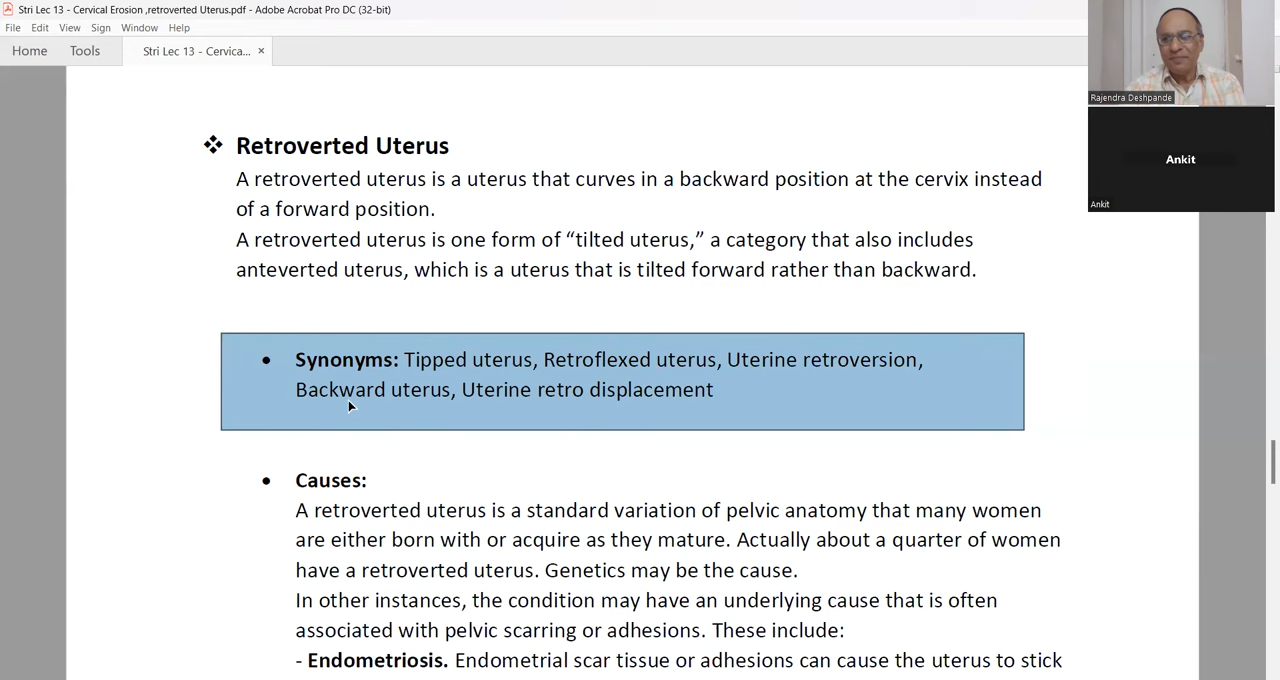 Stri Lec 13 - Cervical Erosion ,retroverted Uterus.pdf - Adobe Acrobat Pro DC (32-bit)
File Edit View Sign Window Help
Home Tools Stri Lec 13 - Cervica... ×
Rajendra Deshpande
Ankit
Ankit
❖ Retroverted Uterus
A retroverted uterus is a uterus that curves in a backward position at the cervix instead
of a forward position.
A retroverted uterus is one form of “tilted uterus,” a category that also includes
anteverted uterus, which is a uterus that is tilted forward rather than backward.
• Synonyms: Tipped uterus, Retroflexed uterus, Uterine retroversion,
Backward uterus, Uterine retro displacement
• Causes:
A retroverted uterus is a standard variation of pelvic anatomy that many women
are either born with or acquire as they mature. Actually about a quarter of women
have a retroverted uterus. Genetics may be the cause.
In other instances, the condition may have an underlying cause that is often
associated with pelvic scarring or adhesions. These include:
- Endometriosis. Endometrial scar tissue or adhesions can cause the uterus to stick